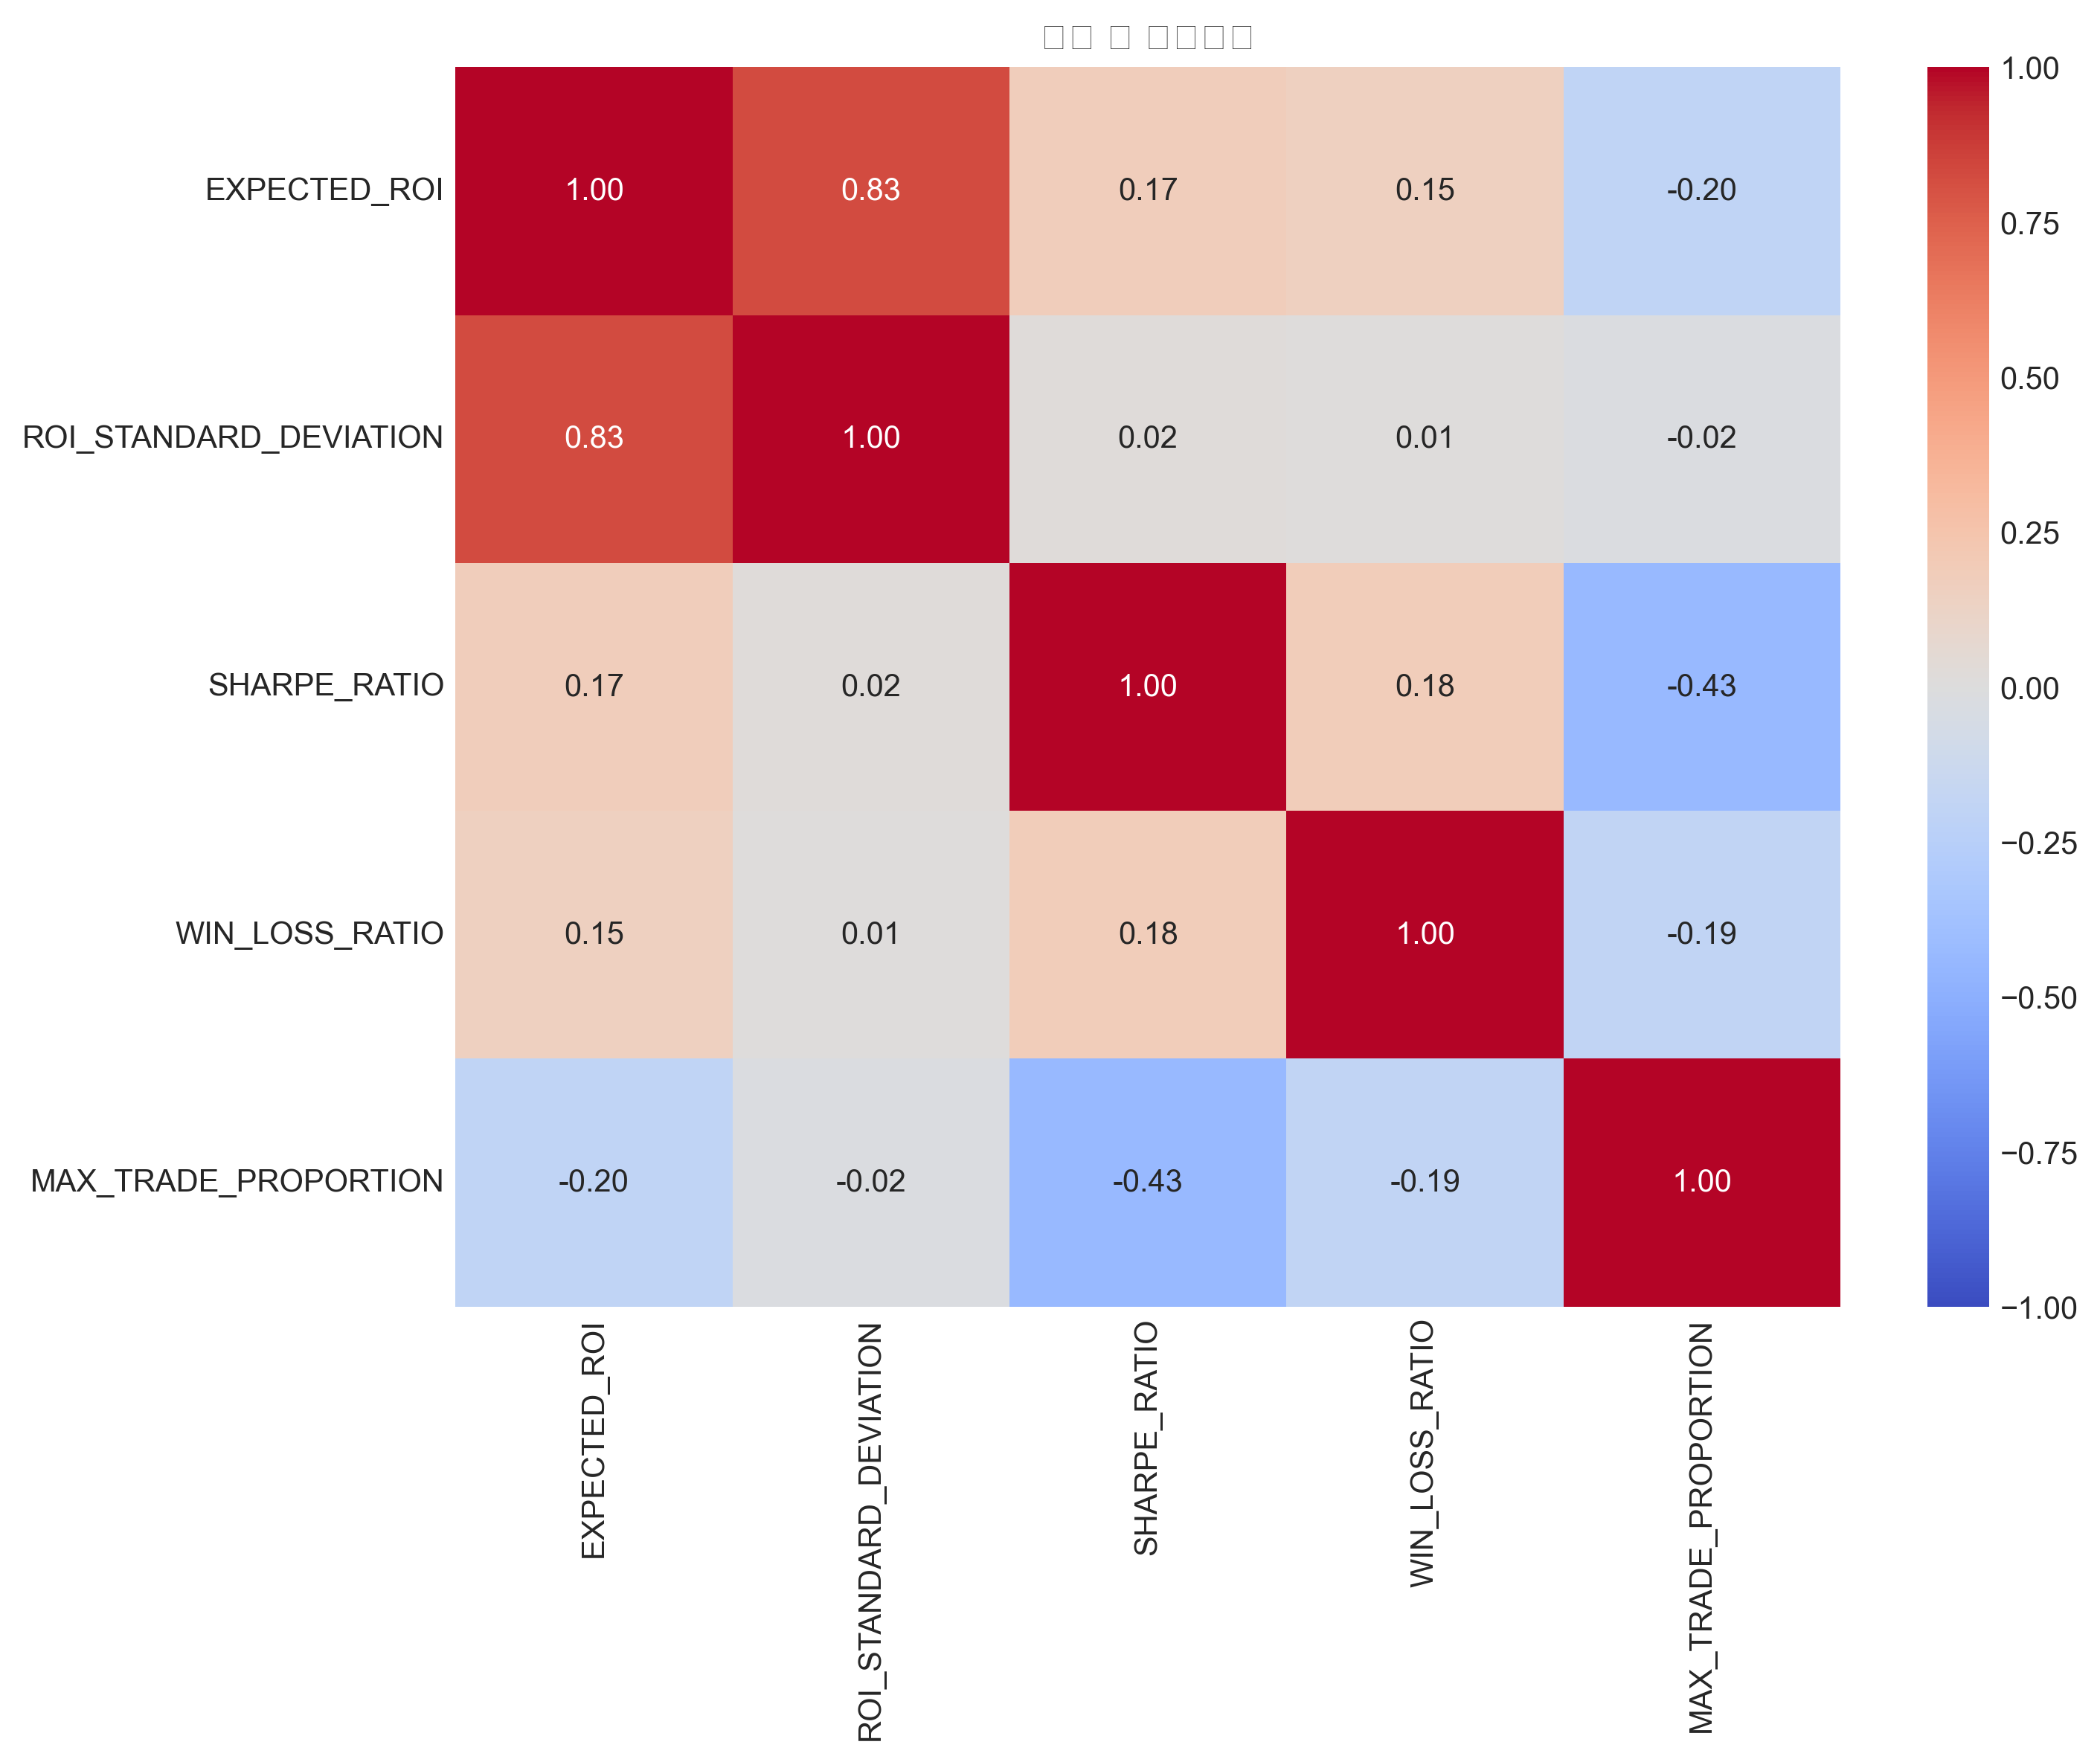 1.00
EXPECTED_ROI 1.00 0.83 0.17 0.15 -0.20
0.75
ROI_STANDARD_DEVIATION 0.83 1.00 0.02 0.01 -0.02
0.50
0.25
SHARPE_RATIO 0.17 0.02 1.00 0.18 -0.43
0.00
−0.25
WIN_LOSS_RATIO 0.15 0.01 0.18 1.00 -0.19
−0.50
−0.75
MAX_TRADE_PROPORTION -0.20 -0.02 -0.43 -0.19 1.00
−1.00
EXPECTED_ROI
ROI_STANDARD_DEVIATION
SHARPE_RATIO
WIN_LOSS_RATIO
MAX_TRADE_PROPORTION